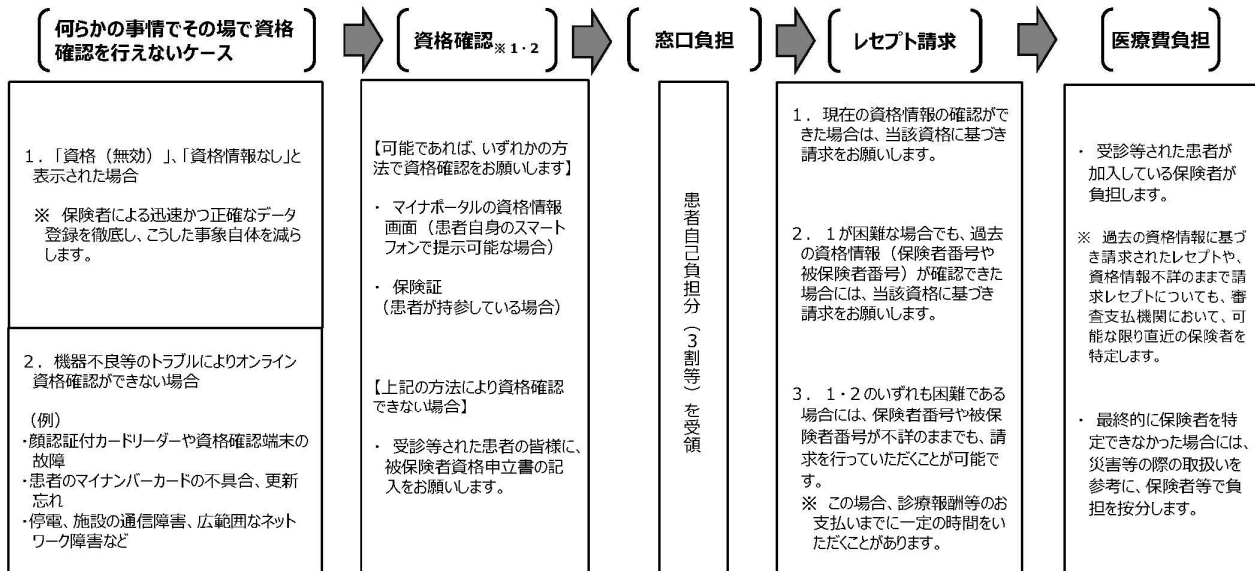 何らかの事情でその場で資格
確認を行えないケース
資格確認※1・2
窓口負担
レセプト請求
医療費負担
1．「資格（無効）」、「資格情報なし」と
表示された場合
※ 保険者による迅速かつ正確なデータ
登録を徹底し、こうした事象自体を減ら
します。
2．機器不良等のトラブルによりオンライン
資格確認ができない場合
（例）
・顔認証付カードリーダーや資格確認端末の
故障
・患者のマイナンバーカードの不具合、更新
忘れ
・停電、施設の通信障害、広範囲なネット
ワーク障害など
【可能であれば、いずれかの方
法で資格確認をお願いします】
・ マイナポータルの資格情報
画面（患者自身のスマート
フォンで提示可能な場合）
・ 保険証
（患者が持参している場合）
【上記の方法により資格確認
できない場合】
・ 受診等された患者の皆様に、
被保険者資格申立書の記
入をお願いします。
患者自己負担分（3割等）を受領
1．現在の資格情報の確認がで
きた場合は、当該資格に基づき
請求をお願いします。
2．1が困難な場合でも、過去
の資格情報（保険者番号や
被保険者番号）が確認できた
場合には、当該資格に基づき
請求をお願いします。
3．1・2のいずれも困難である
場合には、保険者番号や被保
険者番号が不詳のままでも、請
求を行っていただくことが可能で
す。
※ この場合、診療報酬等のお
支払いまでに一定の時間をい
ただくことがあります。
・ 受診等された患者が
加入している保険者が
負担します。
※ 過去の資格情報に基づ
き請求されたレセプトや、
資格情報不詳のままで請
求レセプトについても、審
査支払機関において、可
能な限り直近の保険者を
特定します。
・ 最終的に保険者を特
定できなかった場合には、
災害等の際の取扱いを
参考に、保険者等で負
担を按分します。